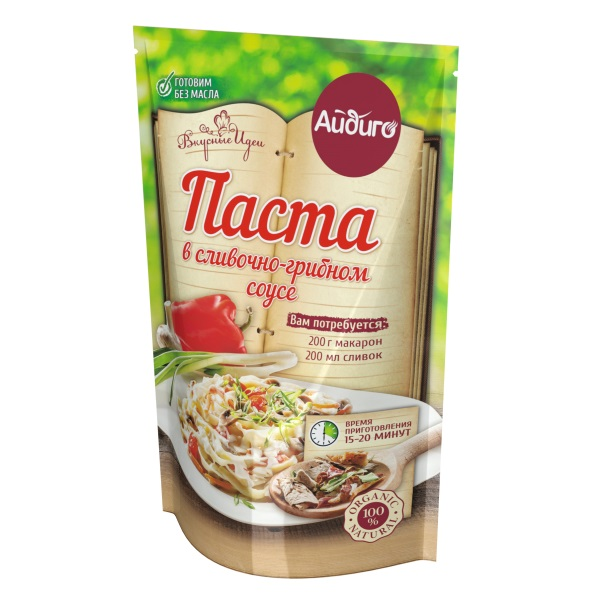 ГОТОВИМ
БЕЗ МАСЛА
Айдиго
Вкусные Идеи
Паста
в сливочно-грибном
соусе
Вам потребуется:
200 г макарон
200 мл сливок
ВРЕМЯ
ПРИГОТОВЛЕНИЯ
15-20 МИНУТ
ORGANIC
100%
NATURAL